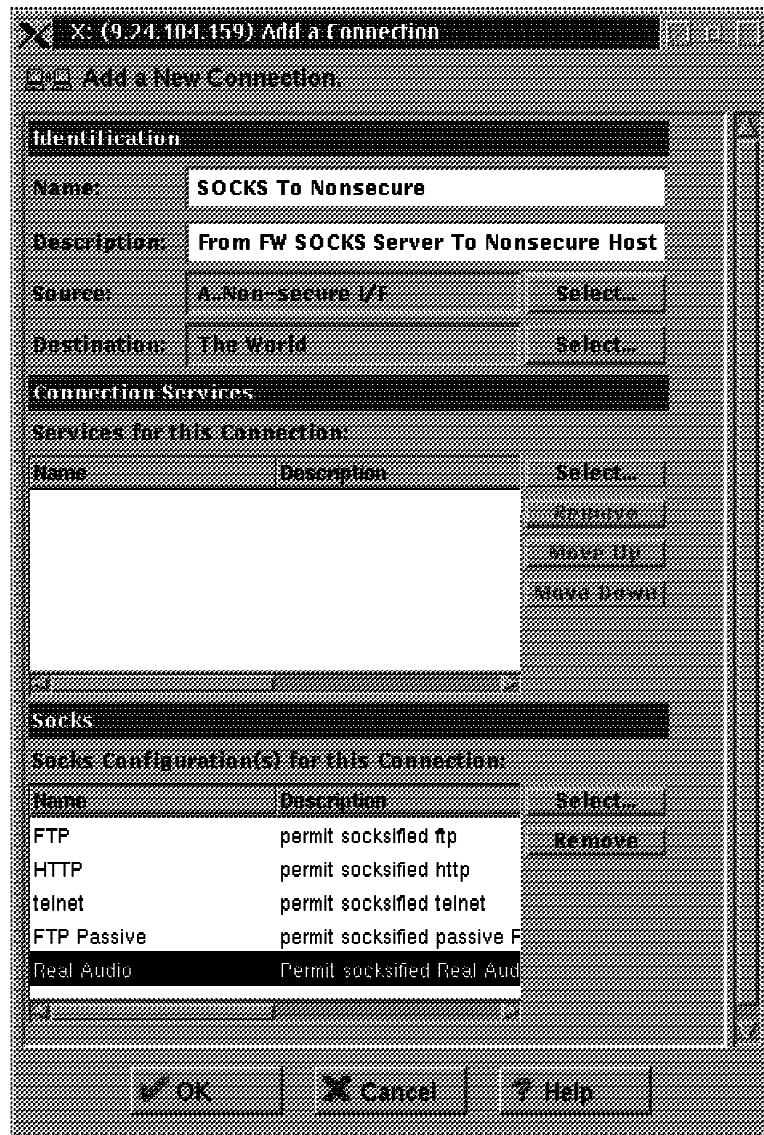 X: (9.24.104.159) Add a Connection
Add a New Connection.
Identification
Name: SOCKS To Nonsecure
Description: From FW SOCKS Server To Nonsecure Host
Source: A..Non-secure I/F Select...
Destination: The World Select...
Connection Services
Services for this Connection:
Name Description Select...
Remove
Move Up
Move Down
Socks
Socks Configuration(s) for this Connection:
Name Description Select...
FTP permit socksified ftp Remove
HTTP permit socksified http
telnet permit socksified telnet
FTP Passive permit socksified passive F
Real Audio Permit socksified Real Aud
OK Cancel ? Help